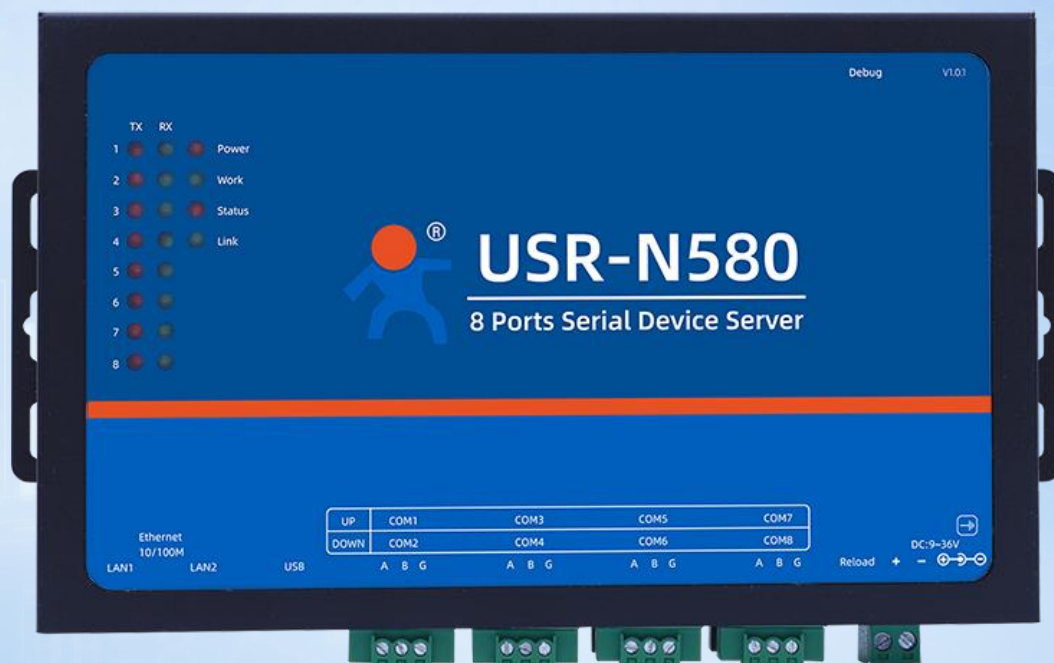 Debug V1.0.1
TX RX
1 Power
2 Work
3 Status
4 Link
5
6
7
8
®
USR-N580
8 Ports Serial Device Server
UP COM1 COM3 COM5 COM7
DOWN COM2 COM4 COM6 COM8
Ethernet
10/100M
DC:9-36V
LAN1 LAN2 USB A B G A B G A B G A B G Reload + −